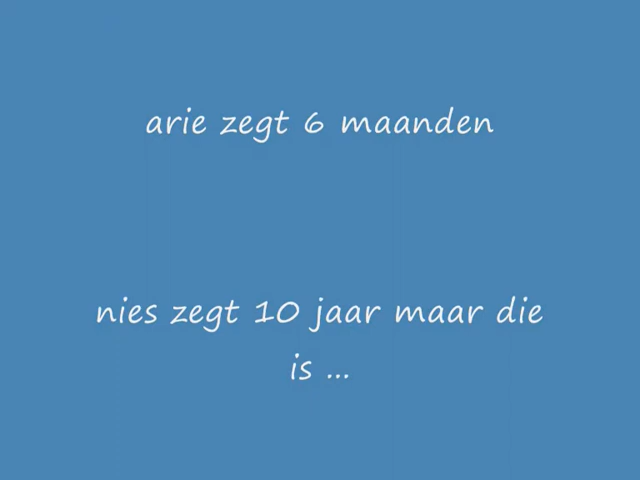 arie zegt 6 maanden
nies zegt 10 jaar maar die
is ...